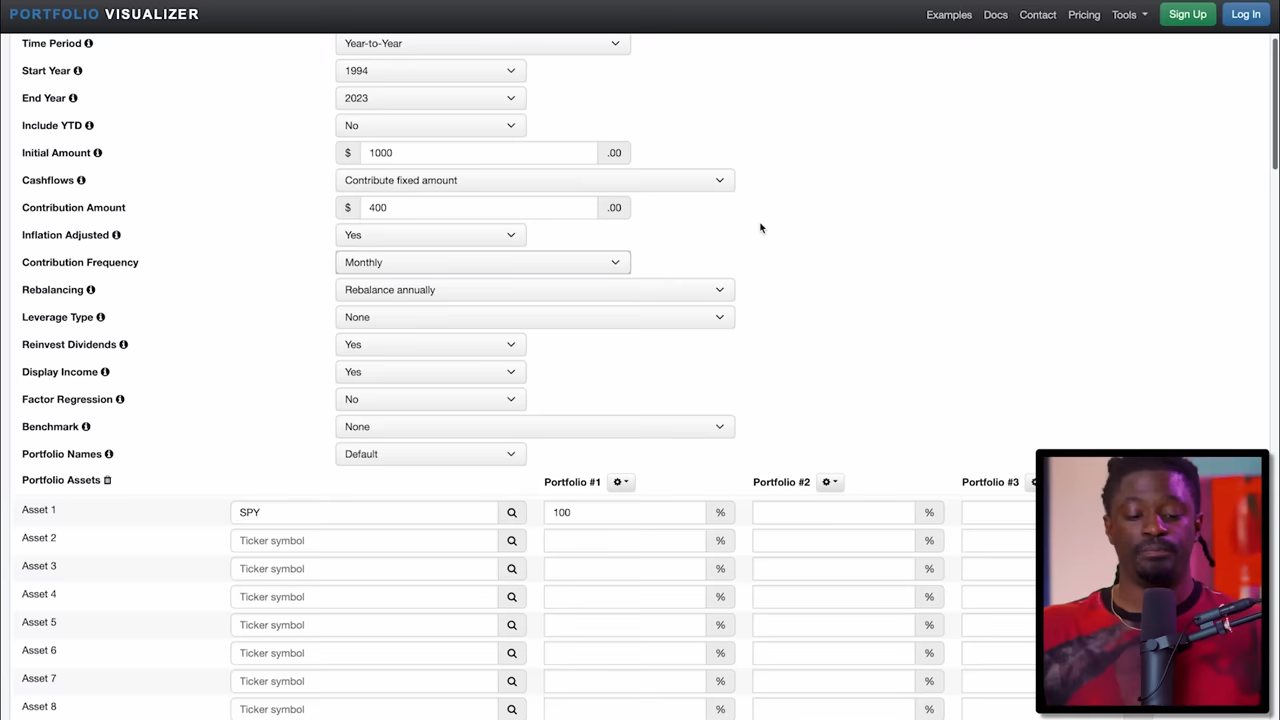 PORTFOLIO VISUALIZER Examples Docs Contact Pricing Tools Sign Up Log In
Time Period Year-to-Year
Start Year 1994
End Year 2023
Include YTD No
Initial Amount $ 1000 .00
Cashflows Contribute fixed amount
Contribution Amount $ 400 .00
Inflation Adjusted Yes
Contribution Frequency Monthly
Rebalancing Rebalance annually
Leverage Type None
Reinvest Dividends Yes
Display Income Yes
Factor Regression No
Benchmark None
Portfolio Names Default
Portfolio Assets Portfolio #1 Portfolio #2 Portfolio #3
Asset 1 SPY 100 % %
Asset 2 Ticker symbol % %
Asset 3 Ticker symbol % %
Asset 4 Ticker symbol % %
Asset 5 Ticker symbol % %
Asset 6 Ticker symbol % %
Asset 7 Ticker symbol % %
Asset 8 Ticker symbol % %